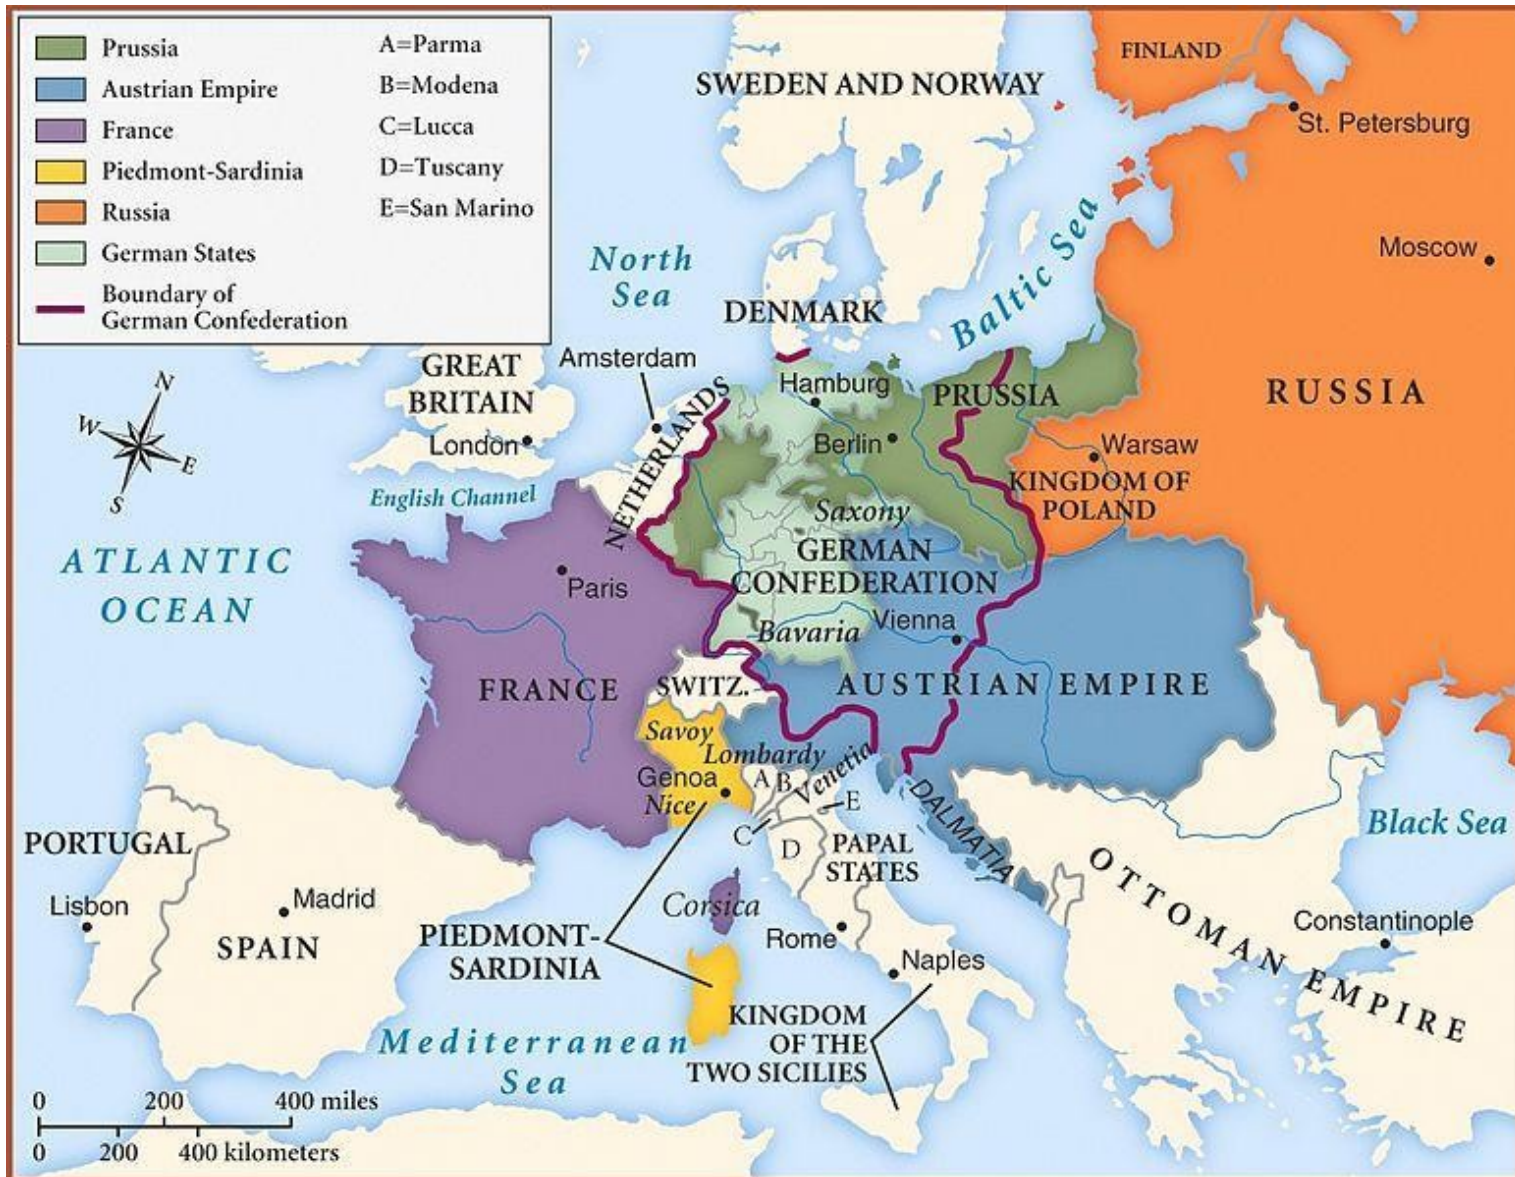 Prussia
Austrian Empire
France
Piedmont-Sardinia
Russia
German States
Boundary of
German Confederation
A=Parma
B=Modena
C=Lucca
D=Tuscany
E=San Marino
FINLAND
SWEDEN AND NORWAY
St. Petersburg
Moscow
North
Sea
Baltic Sea
DENMARK
Amsterdam
GREAT
BRITAIN
London
NETHERLANDS
Hamburg
PRUSSIA
RUSSIA
Berlin
Warsaw
KINGDOM OF
POLAND
N
W
E
S
English Channel
Saxony
GERMAN
CONFEDERATION
ATLANTIC
OCEAN
Paris
Bavaria
Vienna
FRANCE
SWITZ.
AUSTRIAN EMPIRE
Savoy
Lombardy
Venetia
Genoa
Nice
A
B
C
D
E
DALMATIA
PAPAL
STATES
Black Sea
PORTUGAL
Lisbon
Madrid
SPAIN
PIEDMONT-
SARDINIA
Corsica
Rome
Naples
OTTOMAN EMPIRE
Constantinople
KINGDOM
OF THE
TWO SICILIES
Mediterranean
Sea
0 200 400 miles
0 200 400 kilometers